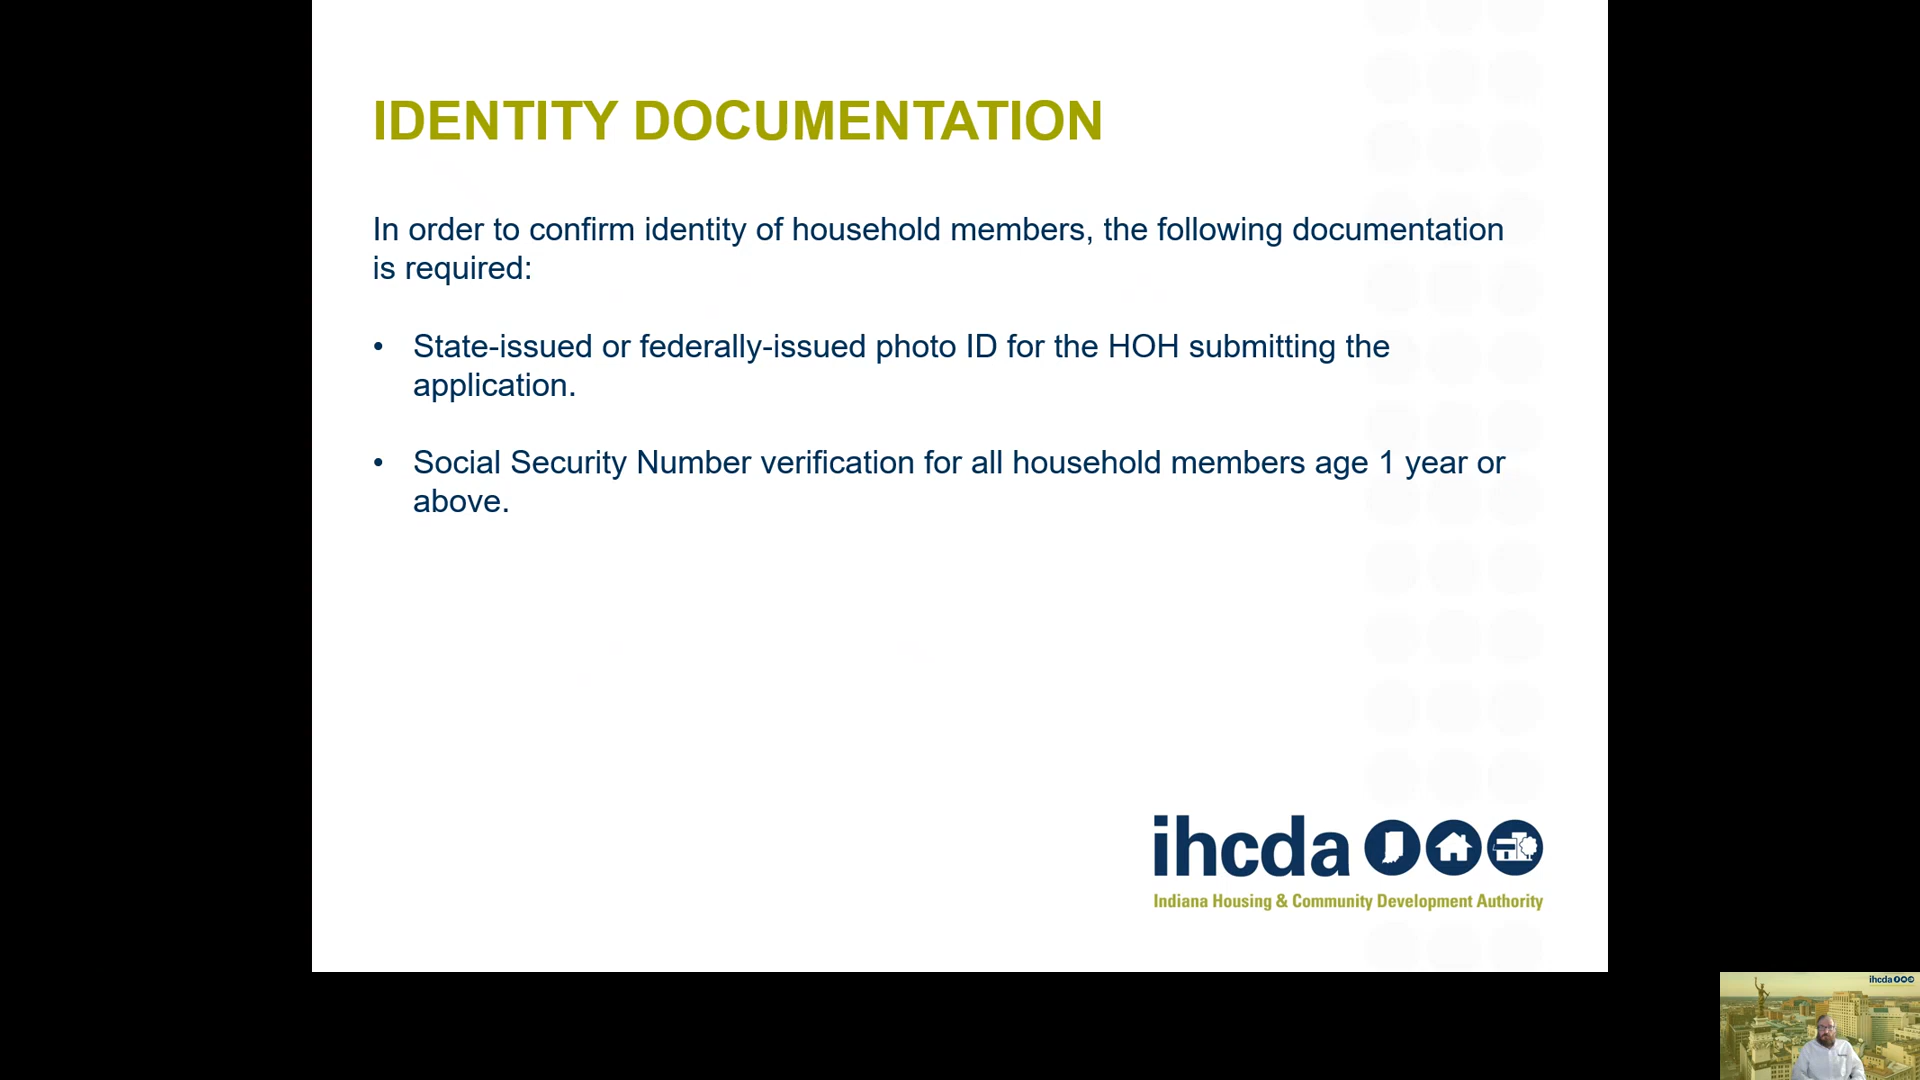 IDENTITY DOCUMENTATION
In order to confirm identity of household members, the following documentation
is required:
• State-issued or federally-issued photo ID for the HOH submitting the
application.
• Social Security Number verification for all household members age 1 year or
above.
ihcda
Indiana Housing & Community Development Authority
ihcda